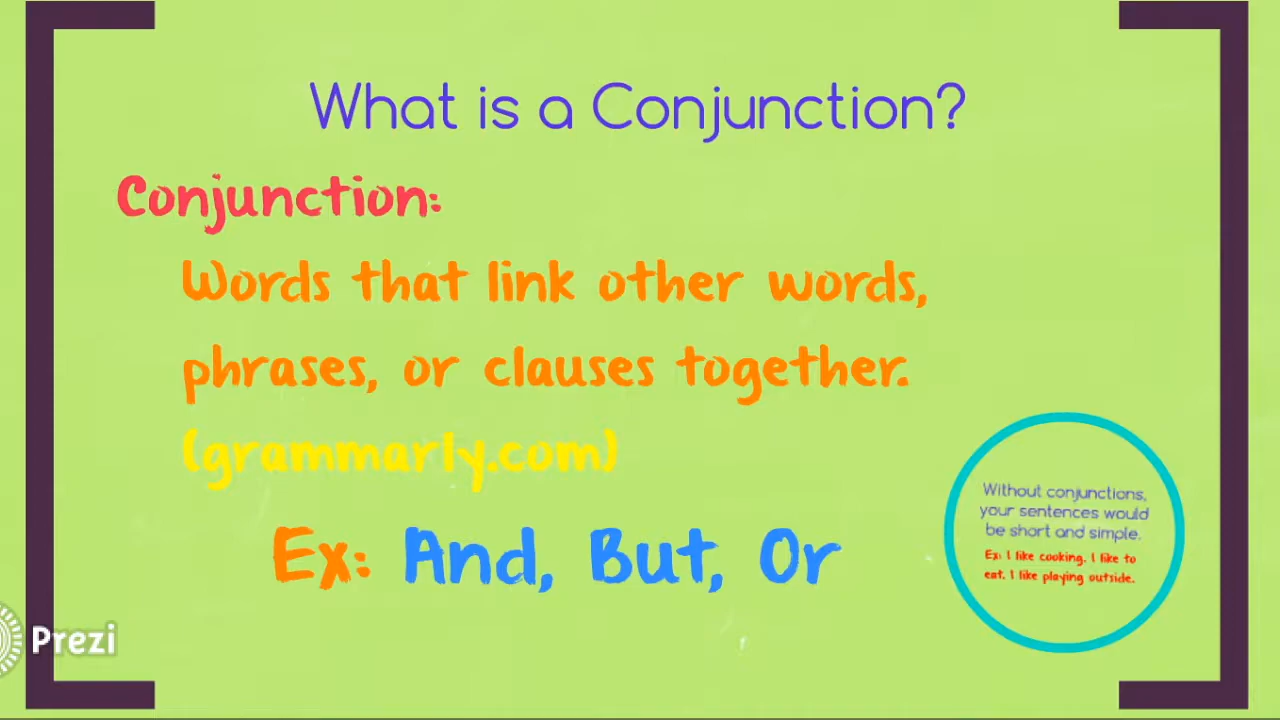 What is a Conjunction?
Conjunction:
Words that link other words,
phrases, or clauses together.
(grammarly.com)
Ex: And, But, Or
Without conjunctions,
your sentences would
be short and simple.
Ex: I like cooking. I like to
eat. I like playing outside.
Prezi